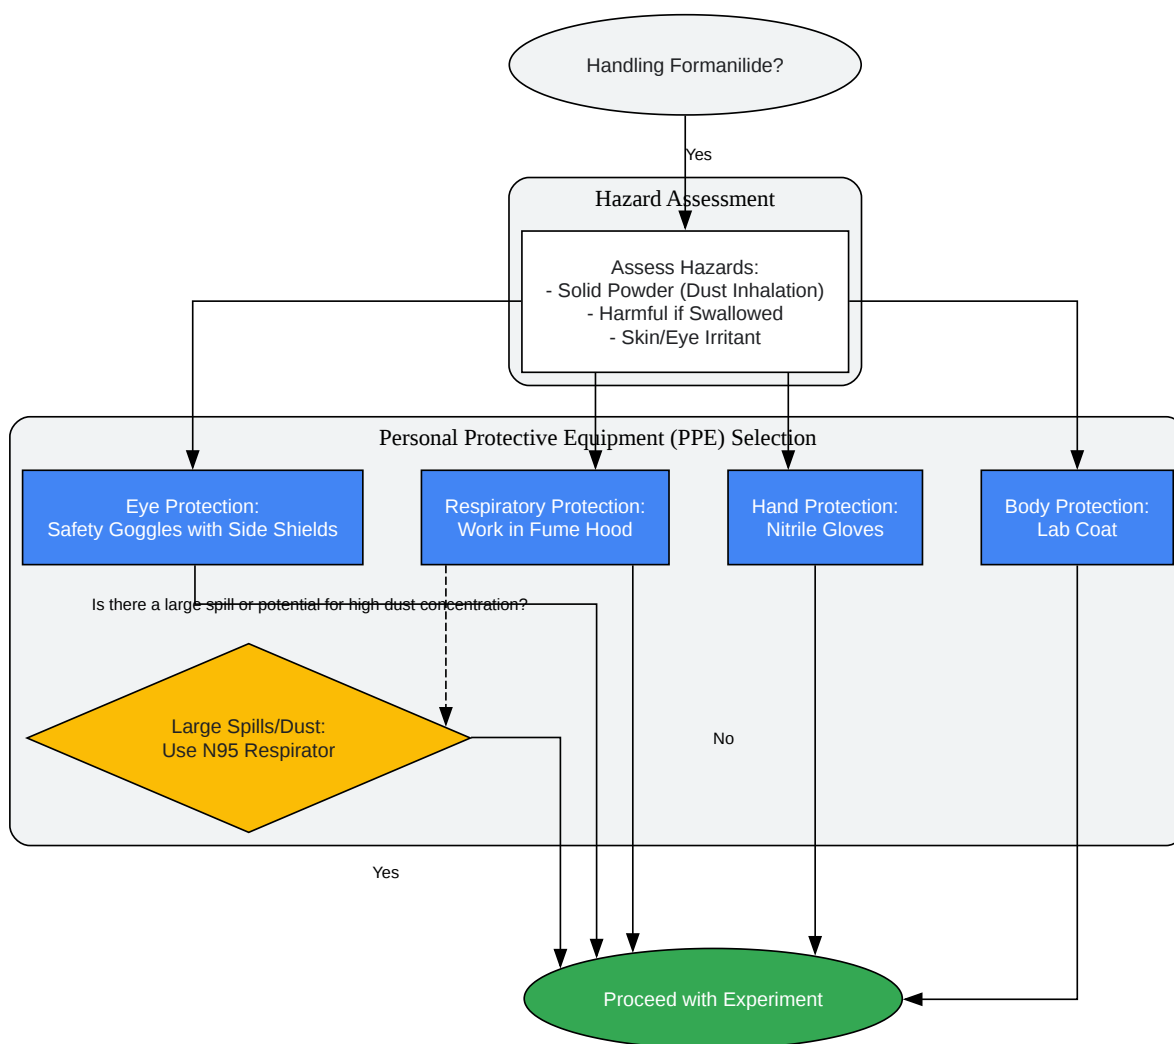 Handling Formanilide?
Yes
Hazard Assessment
Assess Hazards:
- Solid Powder (Dust Inhalation)
- Harmful if Swallowed
- Skin/Eye Irritant
Personal Protective Equipment (PPE) Selection
Eye Protection:
Safety Goggles with Side Shields
Respiratory Protection:
Work in Fume Hood
Hand Protection:
Nitrile Gloves
Body Protection:
Lab Coat
Is there a large spill or potential for high dust concentration?
Large Spills/Dust:
Use N95 Respirator
No
Yes
Proceed with Experiment